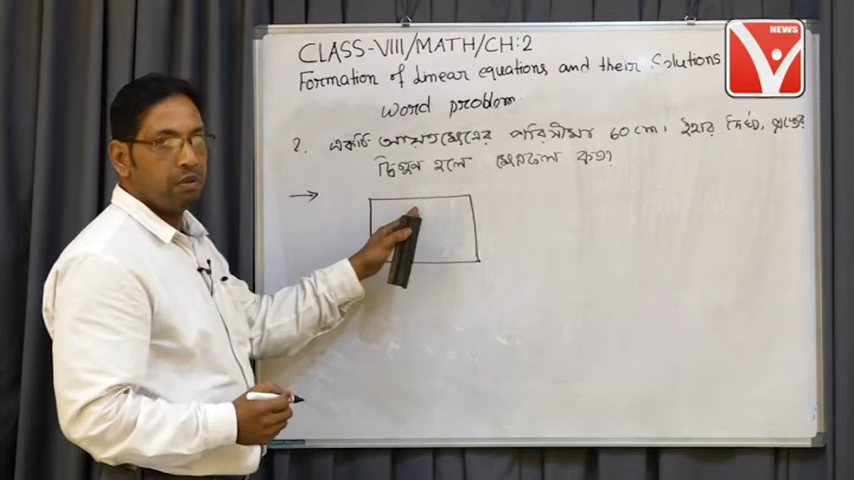 CLASS-VIII/MATH/CH:2
NEWS
Formation of Linear equations and their Solutions
word problem
2. একটি আয়তক্ষেত্রের পরিসীমা 60 সে। ইহার দির্ঘ্য, প্রস্তের
দ্বিগুন হলে ক্ষেত্রফল কত?